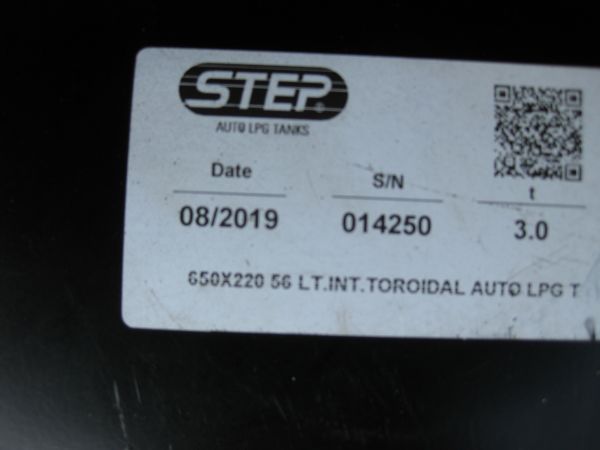 STEP®
AUTO LPG TANKS
Date S/N t
08/2019 014250 3.0
650X220 56 LT.INT.TOROIDAL AUTO LPG T